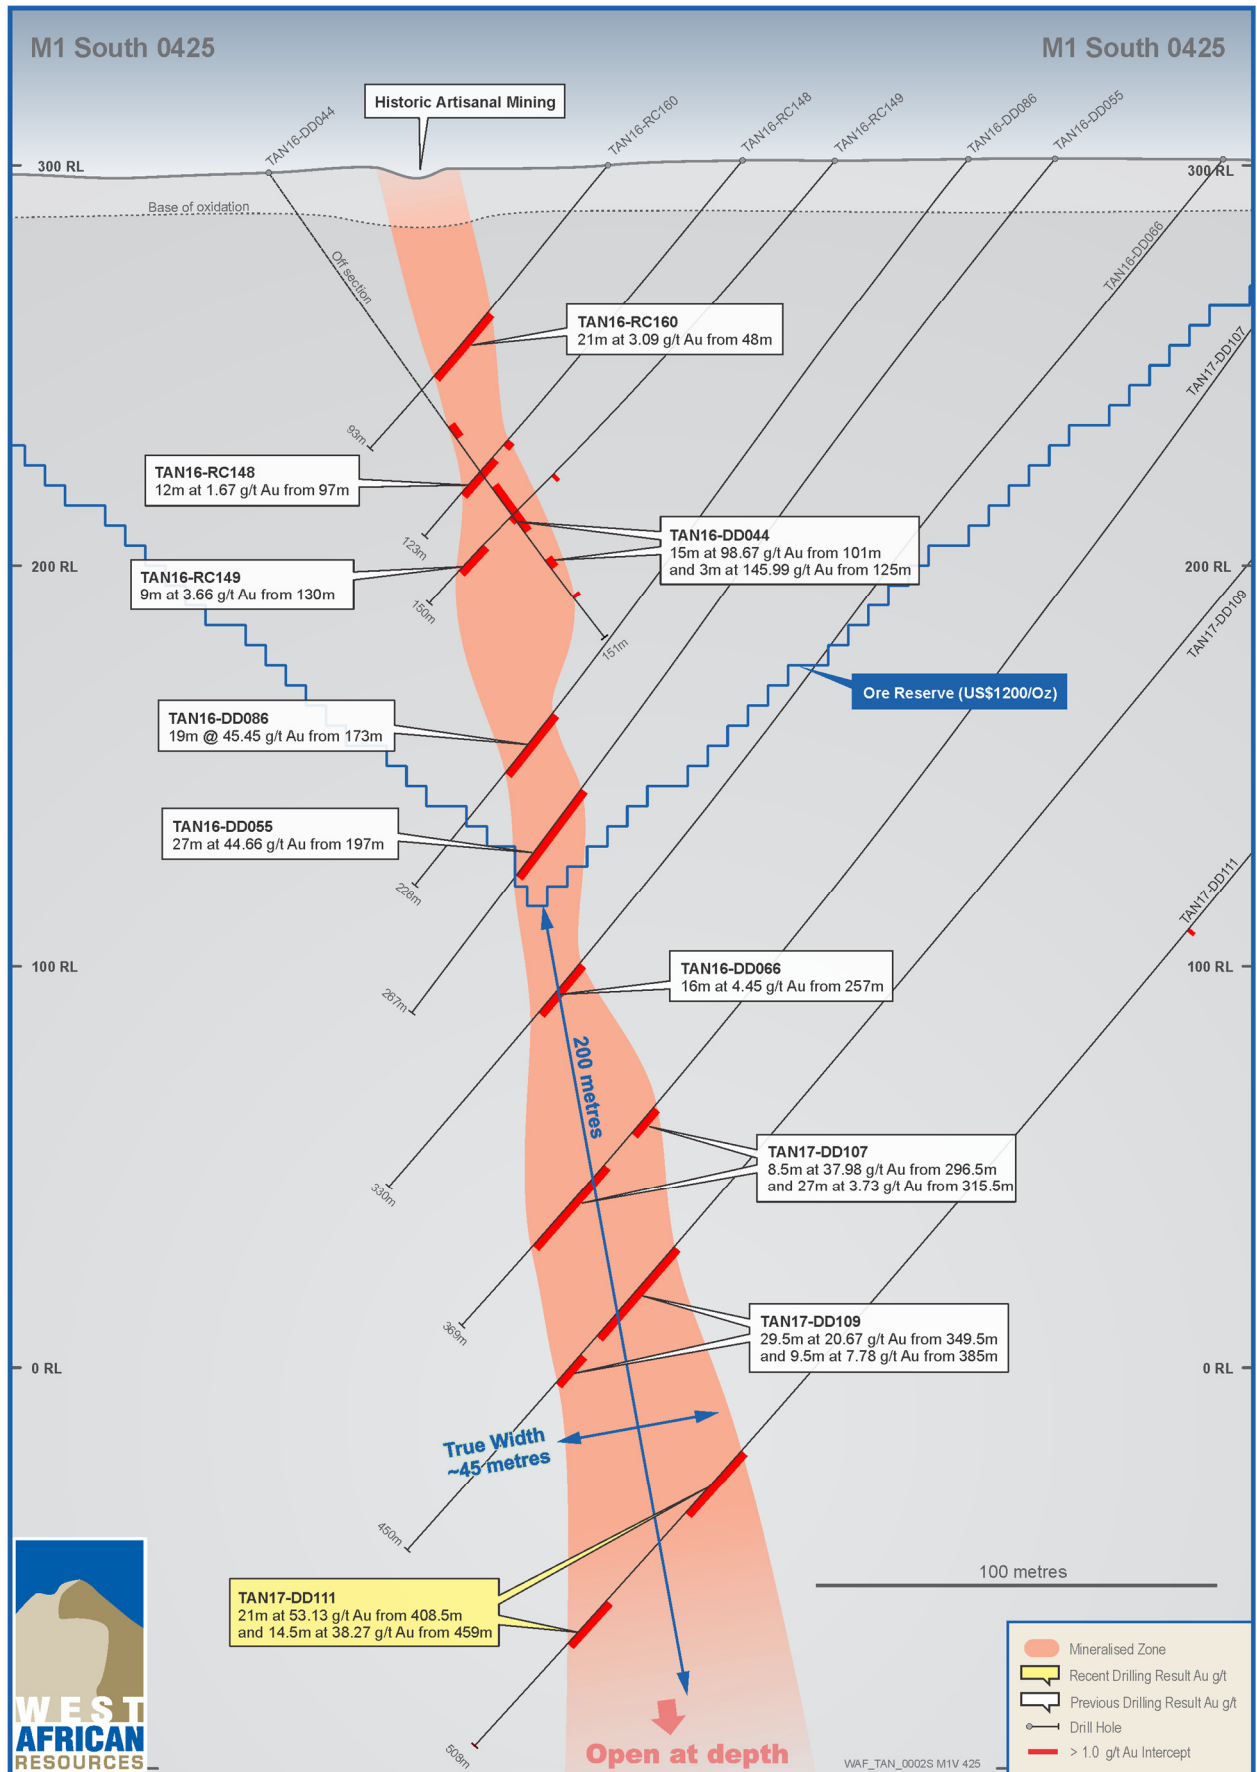 M1 South 0425
M1 South 0425
Historic Artisanal Mining
TAN16-DD044
TAN16-RC160
TAN16-RC148
TAN16-RC149
TAN16-DD086
TAN16-DD055
300 RL
300 RL
Base of oxidation
Off section
TAN16-DD066
TAN16-RC160
21m at 3.09 g/t Au from 48m
TAN17-DD107
93m
TAN16-RC148
12m at 1.67 g/t Au from 97m
123m
TAN16-DD044
15m at 98.67 g/t Au from 101m
and 3m at 145.99 g/t Au from 125m
200 RL
200 RL
TAN16-RC149
9m at 3.66 g/t Au from 130m
150m
151m
TAN17-DD109
Ore Reserve (US$1200/Oz)
TAN16-DD086
19m @ 45.45 g/t Au from 173m
TAN16-DD055
27m at 44.66 g/t Au from 197m
228m
TAN17-DD111
100 RL
100 RL
TAN16-DD066
16m at 4.45 g/t Au from 257m
267m
200 metres
330m
TAN17-DD107
8.5m at 37.98 g/t Au from 296.5m
and 27m at 3.73 g/t Au from 315.5m
369m
TAN17-DD109
29.5m at 20.67 g/t Au from 349.5m
and 9.5m at 7.78 g/t Au from 385m
0 RL
0 RL
True Width
~45 metres
450m
100 metres
TAN17-DD111
21m at 53.13 g/t Au from 408.5m
and 14.5m at 38.27 g/t Au from 459m
508m
Open at depth
WEST
AFRICAN
RESOURCES
WAF_TAN_0002S M1V 425
Mineralised Zone
Recent Drilling Result Au g/t
Previous Drilling Result Au g/t
Drill Hole
> 1.0 g/t Au Intercept